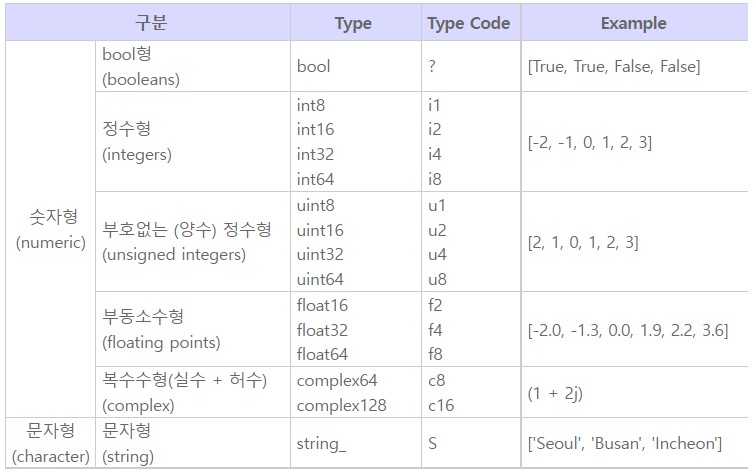 구분 Type Type Code Example
숫자형
(numeric)
bool형
(booleans)
bool
?
[True, True, False, False]
정수형
(integers)
int8
int16
int32
int64
i1
i2
i4
i8
[-2, -1, 0, 1, 2, 3]
부호없는 (양수) 정수형
(unsigned integers)
uint8
uint16
uint32
uint64
u1
u2
u4
u8
[2, 1, 0, 1, 2, 3]
부동소수형
(floating points)
float16
float32
float64
f2
f4
f8
[-2.0, -1.3, 0.0, 1.9, 2.2, 3.6]
복수수형(실수 + 허수)
(complex)
complex64
complex128
c8
c16
(1 + 2j)
문자형
(character)
문자형
(string)
string_
S
['Seoul', 'Busan', 'Incheon']